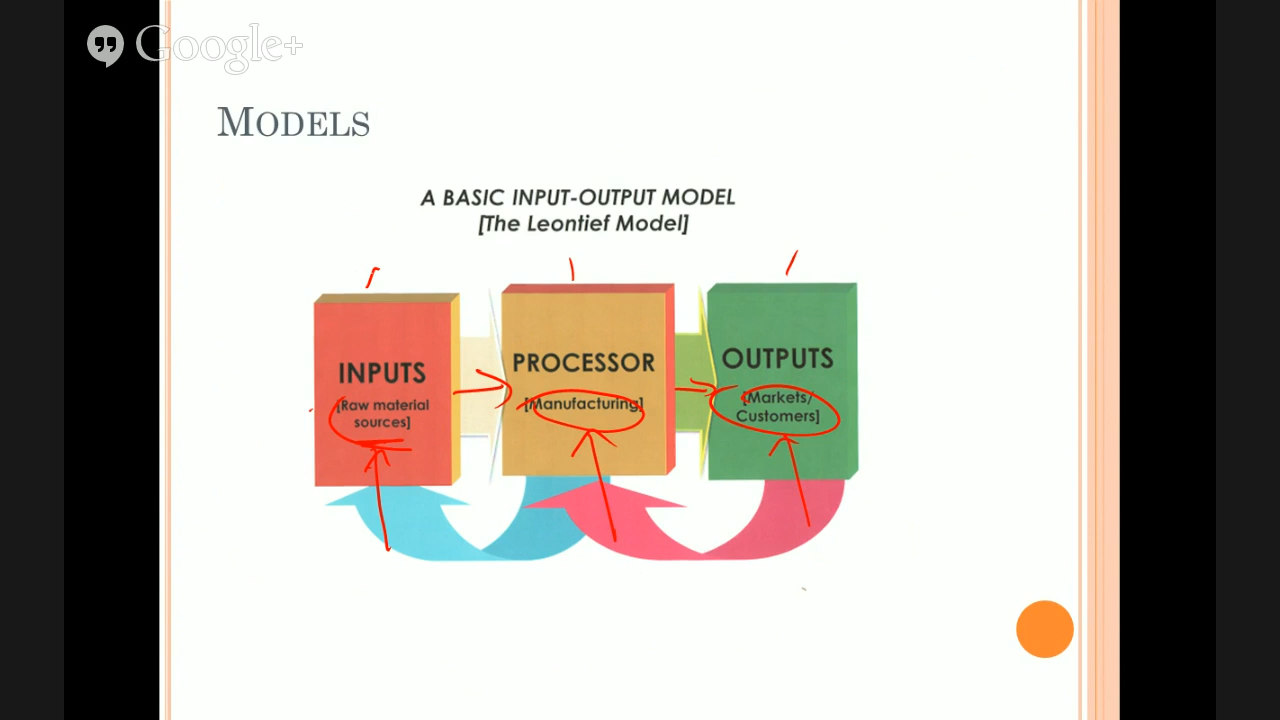 Google+
MODELS
A BASIC INPUT-OUTPUT MODEL
[The Leontief Model]
INPUTS
[Raw material
sources]
PROCESSOR
[Manufacturing]
OUTPUTS
[Markets/
Customers]